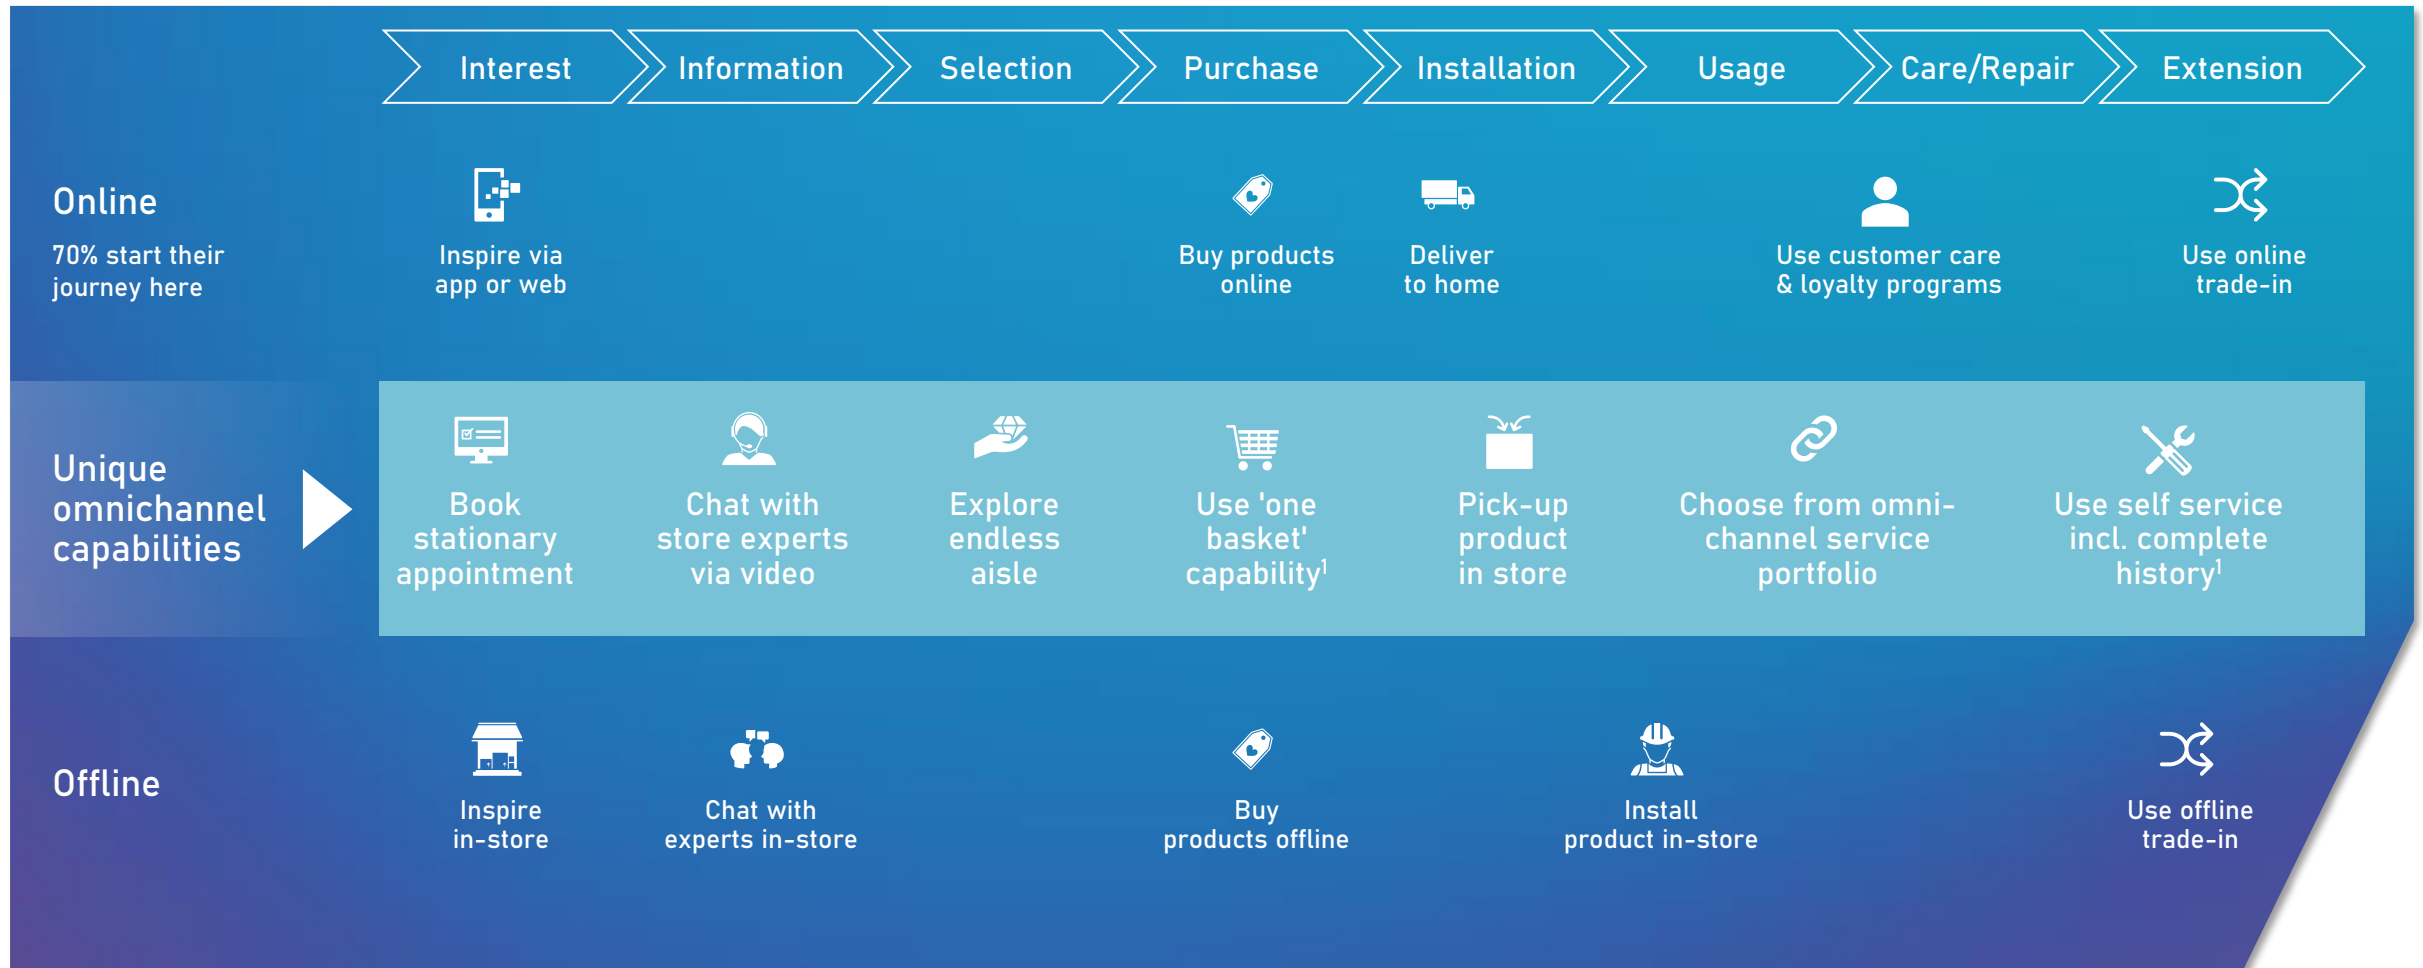 Interest
Information
Selection
Purchase
Installation
Usage
Care/Repair
Extension
Online
70% start their
journey here
Inspire via
app or web
Buy products
online
Deliver
to home
Use customer care
& loyalty programs
Use online
trade-in
Unique
omnichannel
capabilities
Book
stationary
appointment
Chat with
store experts
via video
Explore
endless
aisle
Use 'one
basket'
capability¹
Pick-up
product
in store
Choose from omni-
channel service
portfolio
Use self service
incl. complete
history¹
Offline
Inspire
in-store
Chat with
experts in-store
Buy
products offline
Install
product in-store
Use offline
trade-in